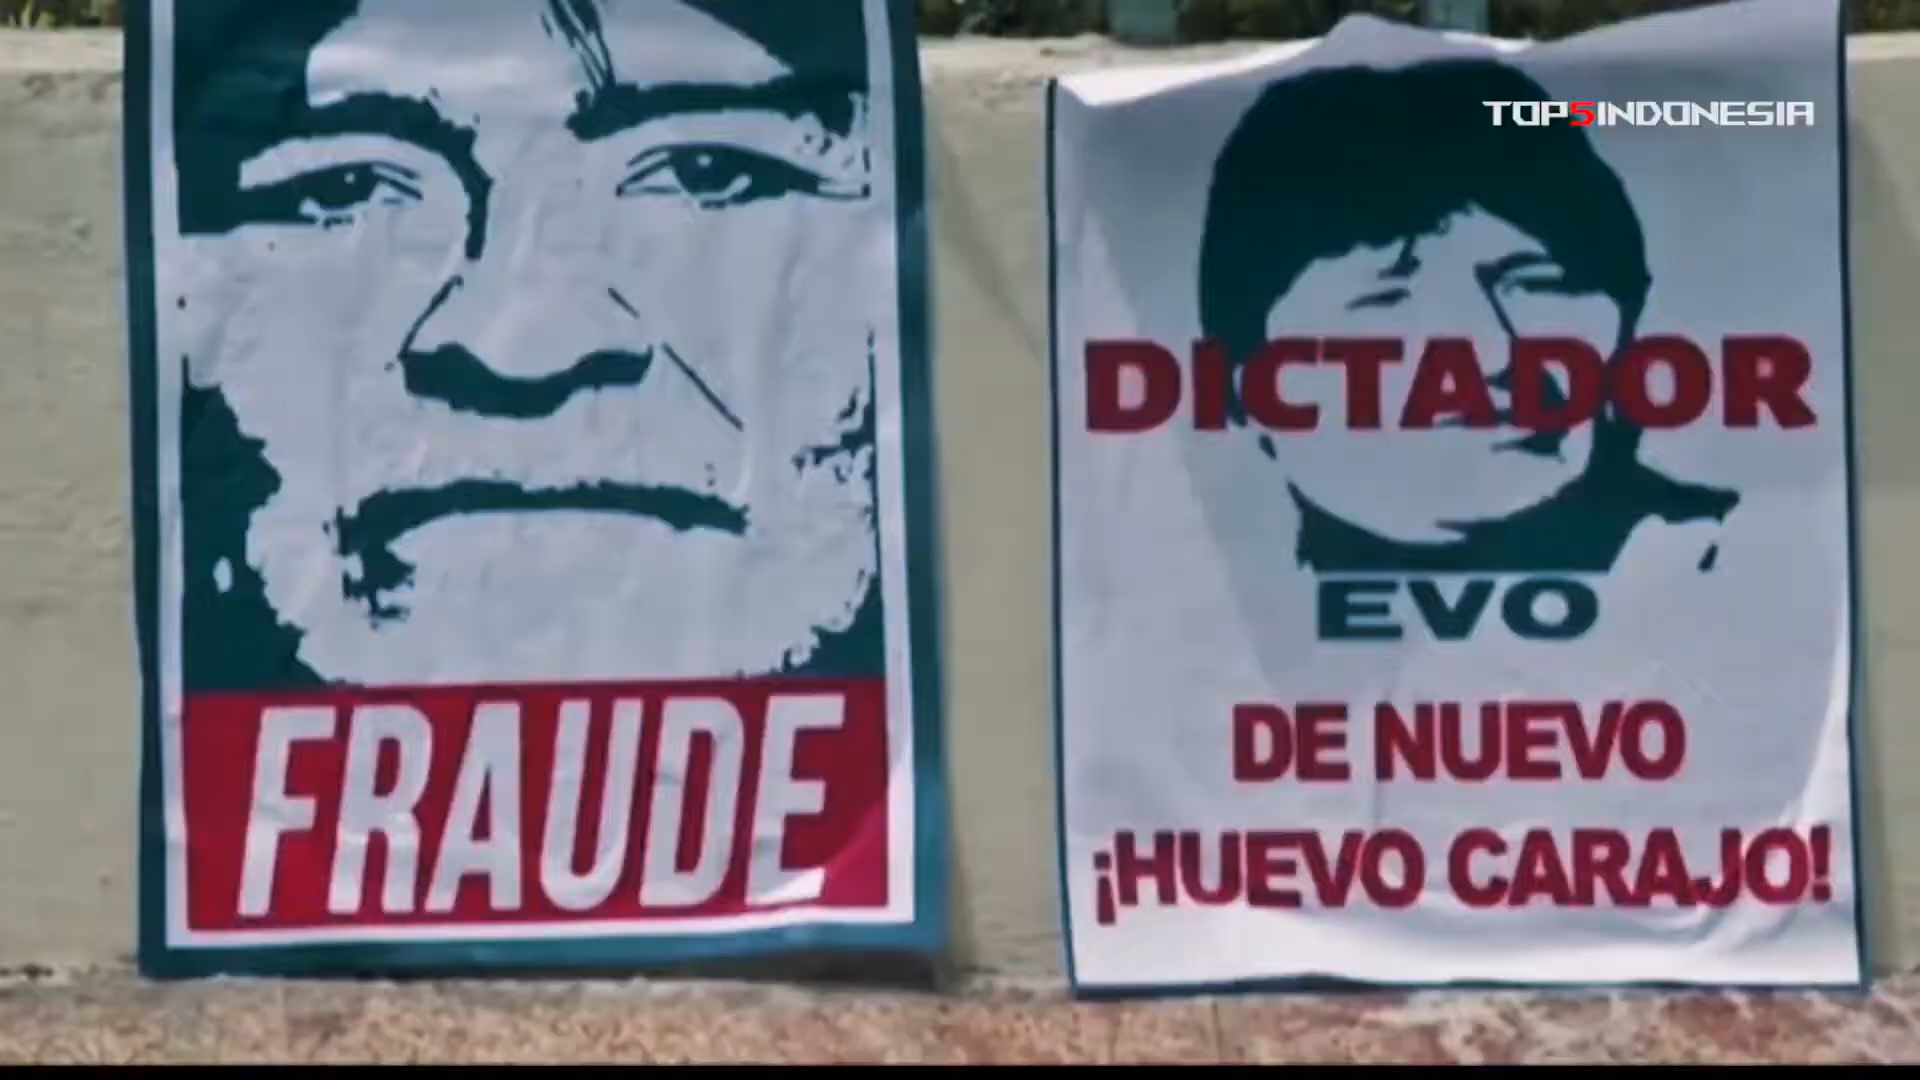 TOP5INDONESIA
FRAUDE
DICTADOR
EVO
DE NUEVO
¡HUEVO CARAJO!